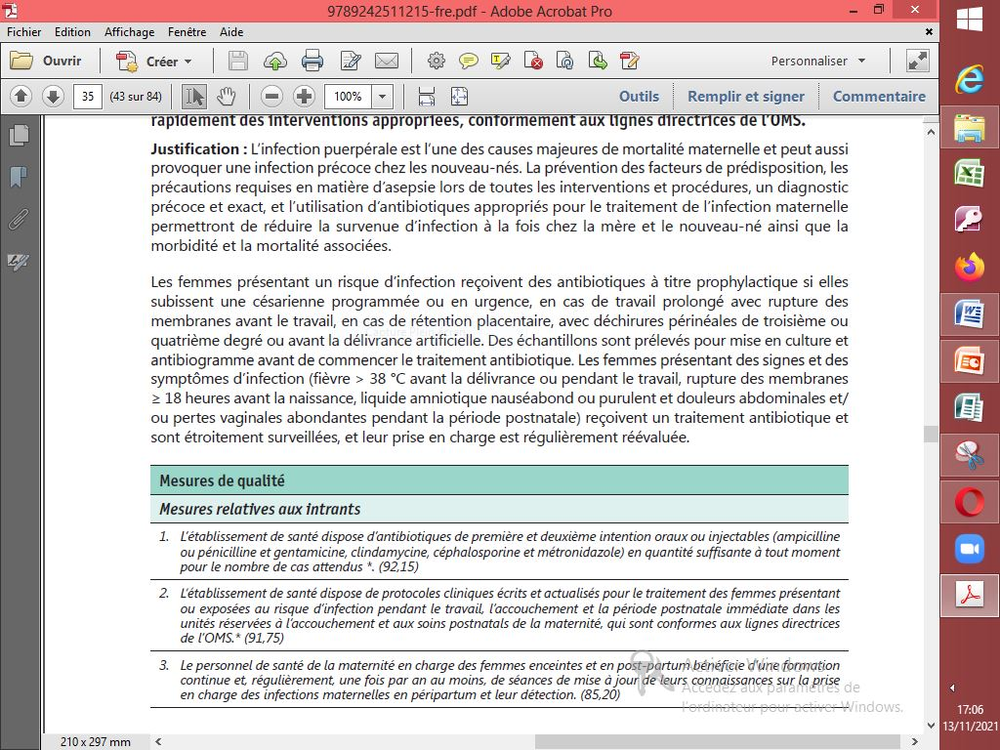 9789242511215-fre.pdf - Adobe Acrobat Pro
Fichier Edition Affichage Fenêtre Aide
Ouvrir Créer Personnaliser
35 (43 sur 84) 100% Outils Remplir et signer Commentaire
rapidement des interventions appropriées, conformément aux lignes directrices de l'OMS.
Justification : L'infection puerpérale est l'une des causes majeures de mortalité maternelle et peut aussi
provoquer une infection précoce chez les nouveau-nés. La prévention des facteurs de prédisposition, les
précautions requises en matière d'asepsie lors de toutes les interventions et procédures, un diagnostic
précoce et exact, et l'utilisation d'antibiotiques appropriés pour le traitement de l'infection maternelle
permettront de réduire la survenue d'infection à la fois chez la mère et le nouveau-né ainsi que la
morbidité et la mortalité associées.
Les femmes présentant un risque d'infection reçoivent des antibiotiques à titre prophylactique si elles
subissent une césarienne programmée ou en urgence, en cas de travail prolongé avec rupture des
membranes avant le travail, en cas de rétention placentaire, avec déchirures périnéales de troisième ou
quatrième degré ou avant la délivrance artificielle. Des échantillons sont prélevés pour mise en culture et
antibiogramme avant de commencer le traitement antibiotique. Les femmes présentant des signes et des
symptômes d'infection (fièvre > 38 °C avant la délivrance ou pendant le travail, rupture des membranes
≥ 18 heures avant la naissance, liquide amniotique nauséabond ou purulent et douleurs abdominales et/
ou pertes vaginales abondantes pendant la période postnatale) reçoivent un traitement antibiotique et
sont étroitement surveillées, et leur prise en charge est régulièrement réévaluée.
Mesures de qualité
Mesures relatives aux intrants
1. L'établissement de santé dispose d'antibiotiques de première et deuxième intention oraux ou injectables (ampicilline
ou pénicilline et gentamicine, clindamycine, céphalosporine et métronidazole) en quantité suffisante à tout moment
pour le nombre de cas attendus *. (92,15)
2. L'établissement de santé dispose de protocoles cliniques écrits et actualisés pour le traitement des femmes présentant
ou exposées au risque d'infection pendant le travail, l'accouchement et la période postnatale immédiate dans les
unités réservées à l'accouchement et aux soins postnatals de la maternité, qui sont conformes aux lignes directrices
de l'OMS.* (91,75)
3. Le personnel de santé de la maternité en charge des femmes enceintes et en post-partum bénéficie d'une formation
continue et, régulièrement, une fois par an au moins, de séances de mise à jour de leurs connaissances sur la prise
en charge des infections maternelles en péripartum et leur détection. (85,20)
Activer Windows
Accédez aux paramètres de
l'ordinateur pour activer Windows.
210 x 297 mm
17:06
13/11/2021